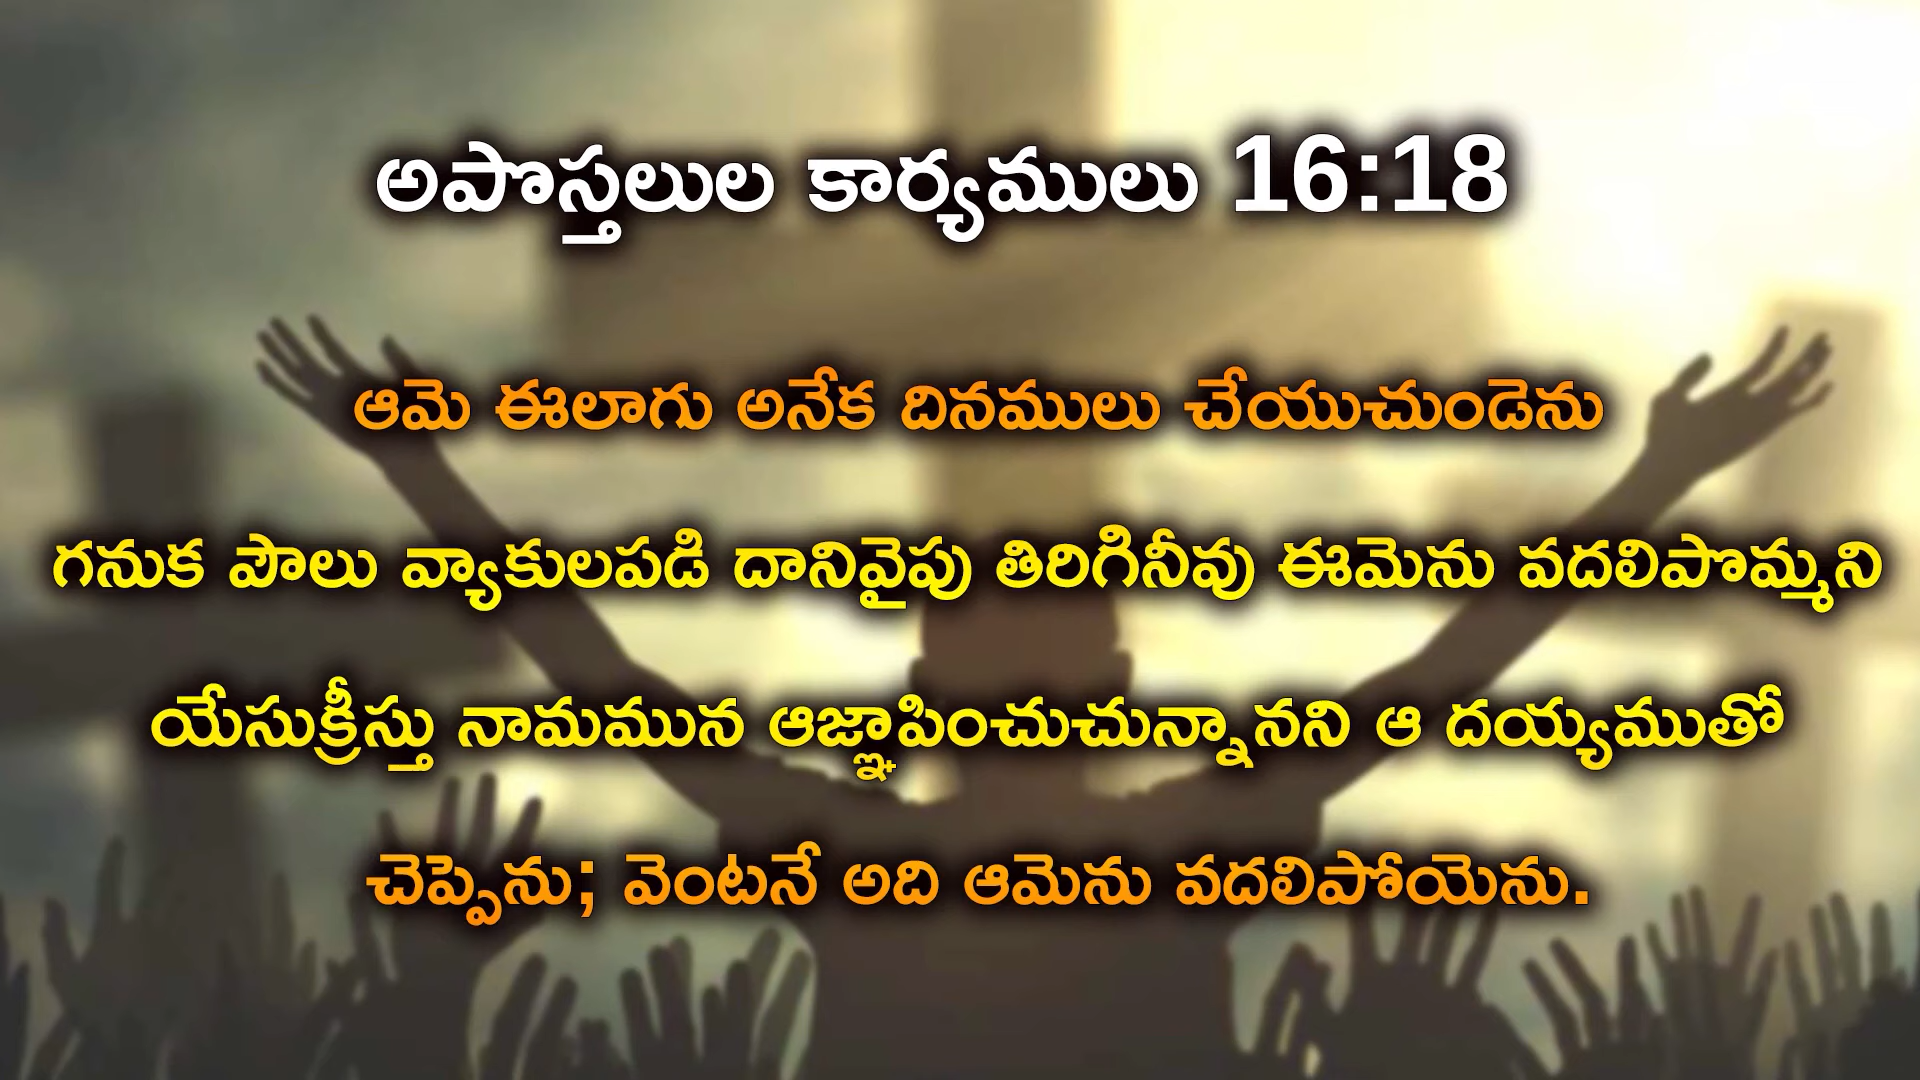 అపొస్తలుల కార్యములు 16:18
ఆమె ఈలాగు అనేక దినములు చేయుచుండెను
గనుక పౌలు వ్యాకులపడి దానివైపు తిరిగినీవు ఈమెను వదలిపొమ్మని
యేసుక్రీస్తు నామమున ఆజ్ఞాపించుచున్నానని ఆ దయ్యముతో
చెప్పెను; వెంటనే అది ఆమెను వదలిపోయెను.